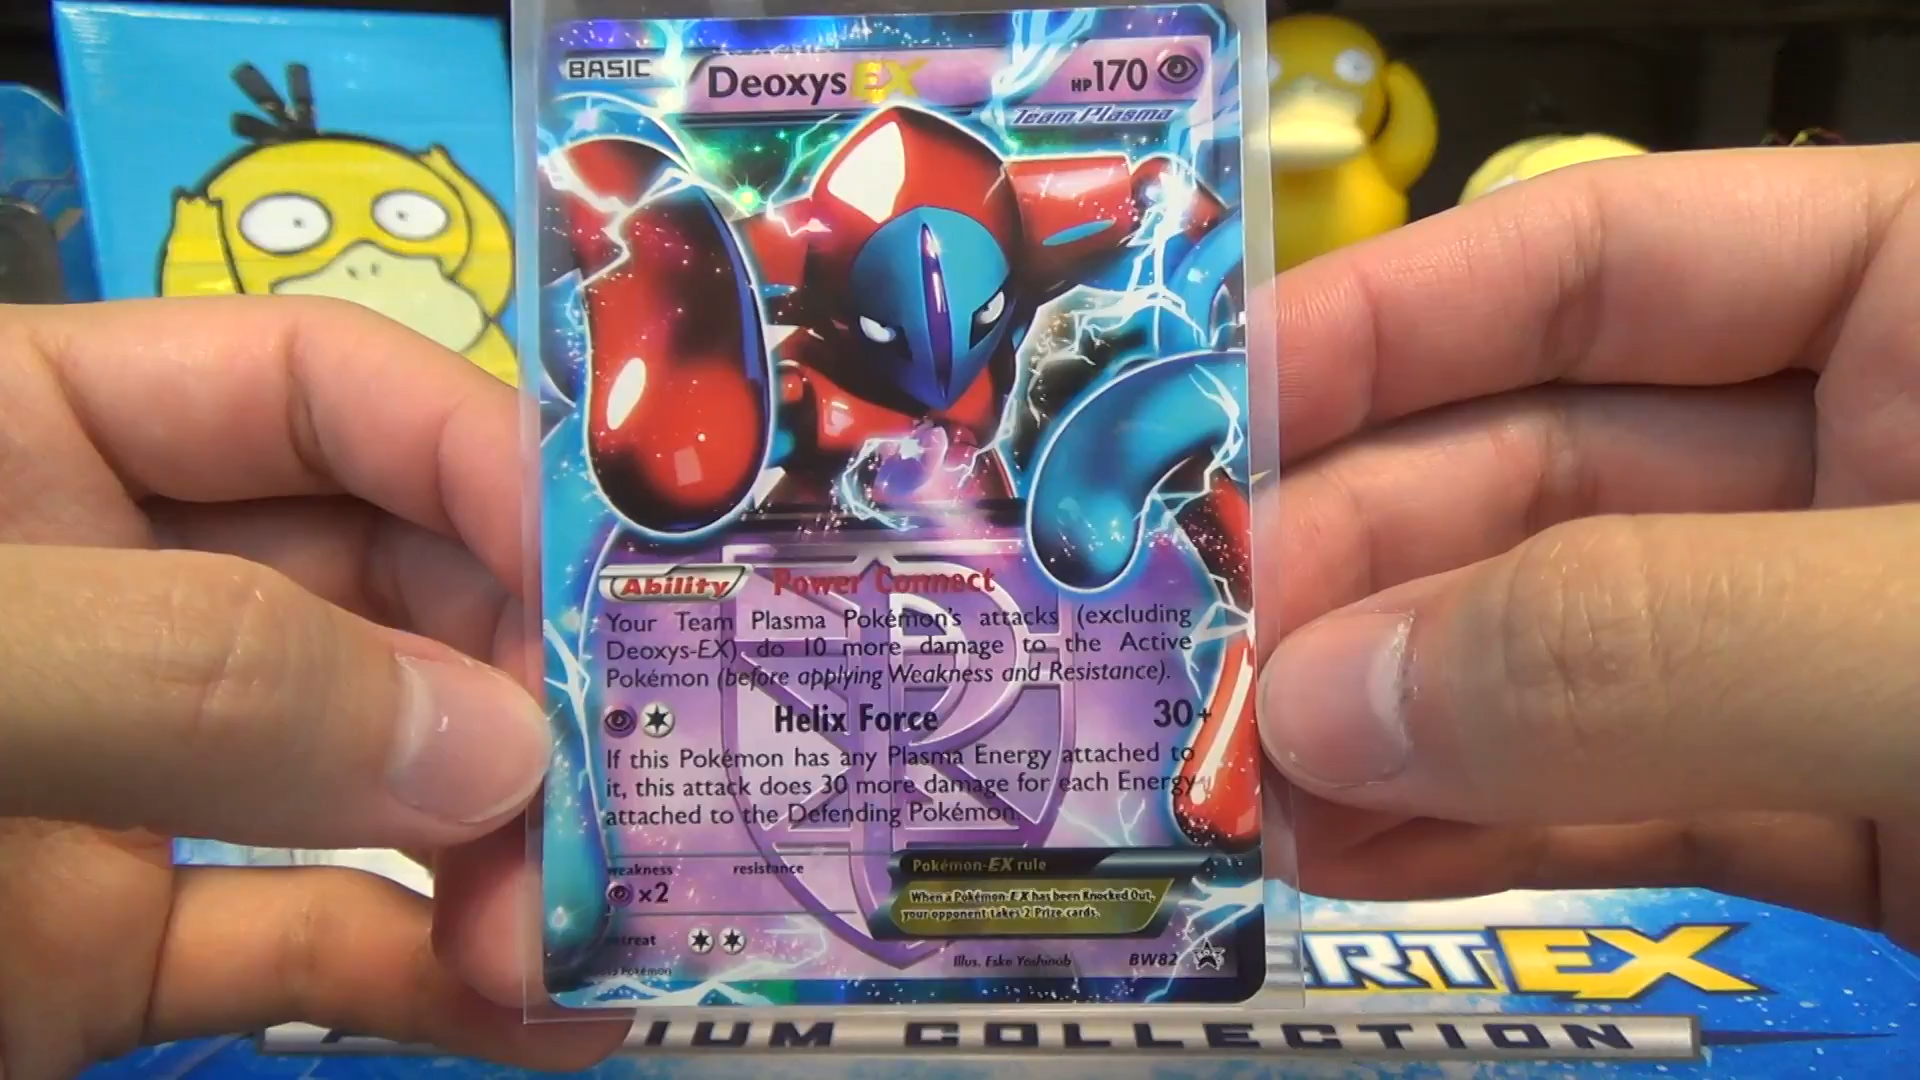 BASIC Deoxys EX HP170
Team Plasma
Ability Power Connect
Your Team Plasma Pokémon's attacks (excluding
Deoxys-EX) do 10 more damage to the Active
Pokémon (before applying Weakness and Resistance).
Helix Force 30+
If this Pokémon has any Plasma Energy attached to
it, this attack does 30 more damage for each Energy
attached to the Defending Pokémon.
weakness resistance
×2
Pokémon-EX rule
When a Pokémon-EX has been Knocked Out,
your opponent takes 2 Prize cards.
retreat
Pokémon
Illus. Eske Yoshinob
BW82
ERT EX
IUM COLLECTION